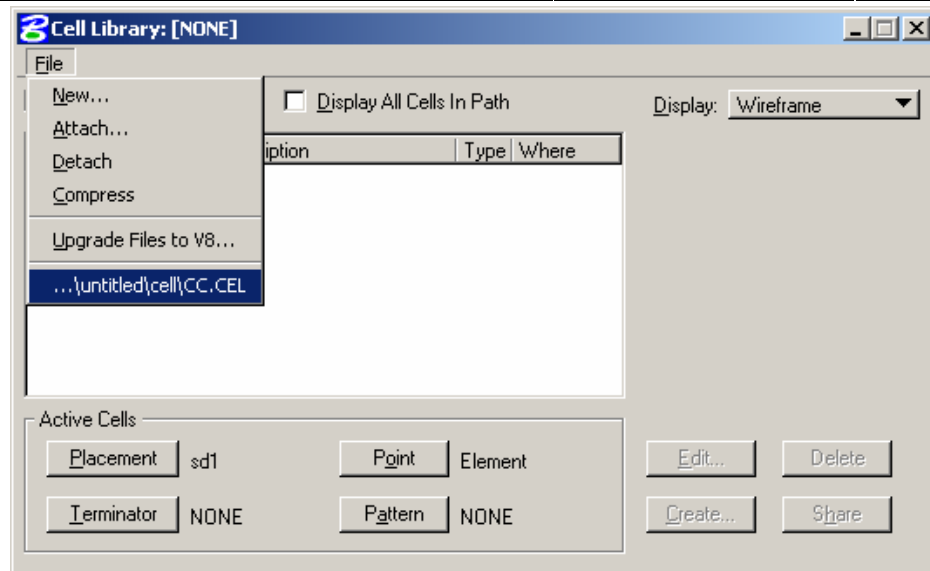 Cell Library: [NONE]
File
New...
Display All Cells In Path
Display: Wireframe
Attach...
Detach
iption Type Where
Compress
Upgrade Files to V8...
...\untitled\cell\CC.CEL
Active Cells
Placement sd1 Point Element Edit... Delete
Terminator NONE Pattern NONE Create... Share